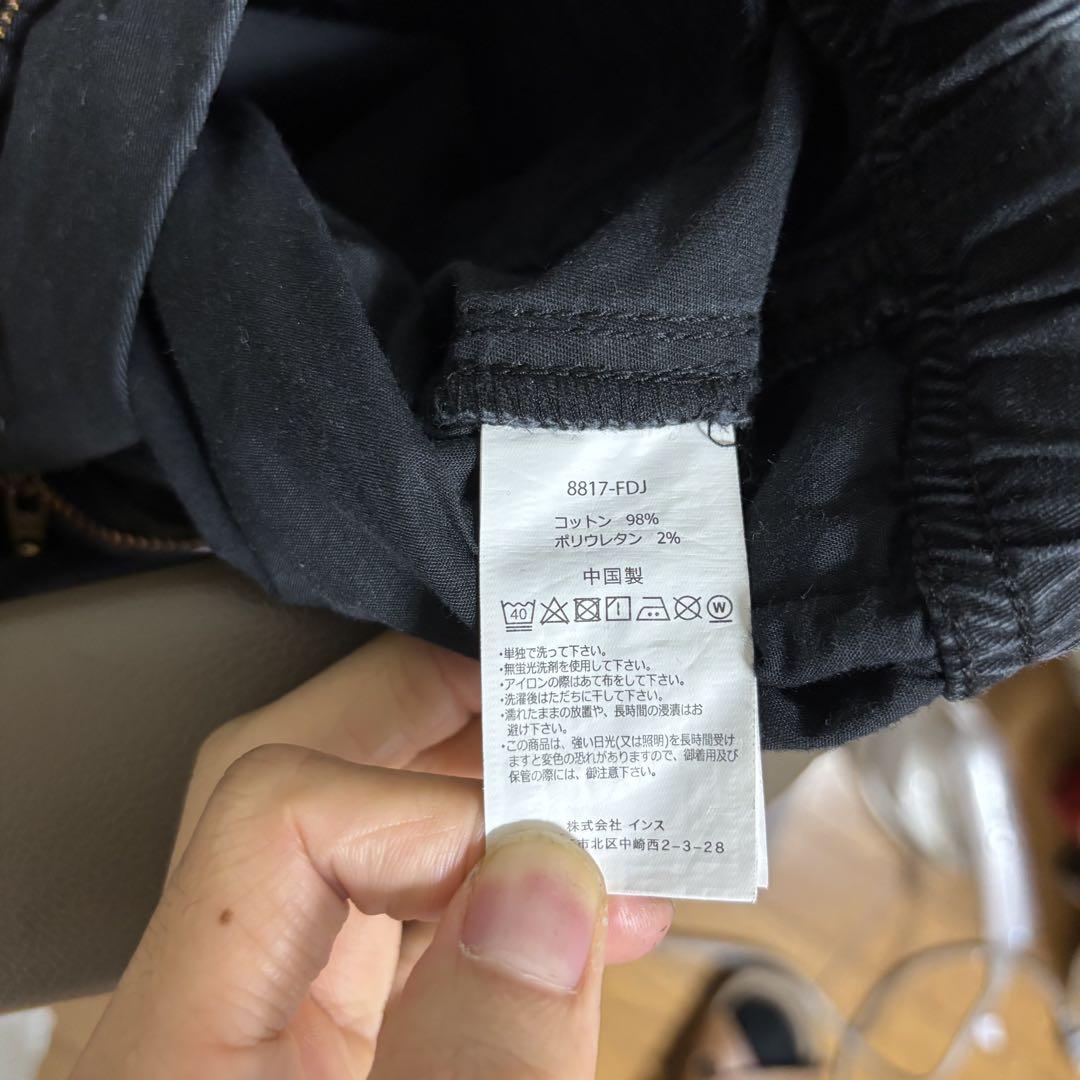 8817-FDJ
コットン 98%
ポリウレタン 2%
中国製
40 W
・単独で洗って下さい。
・無蛍光洗剤を使用して下さい。
・アイロンの際はあて布をして下さい。
・洗濯後はただちに干して下さい。
・濡れたままの放置や、長時間の浸漬はお
避け下さい。
・この商品は、強い日光(又は照明)を長時間受け
ますと変色の恐れがありますので、御着用及び
保管の際には、御注意下さい。
株式会社 インス
市北区中崎西2-3-28